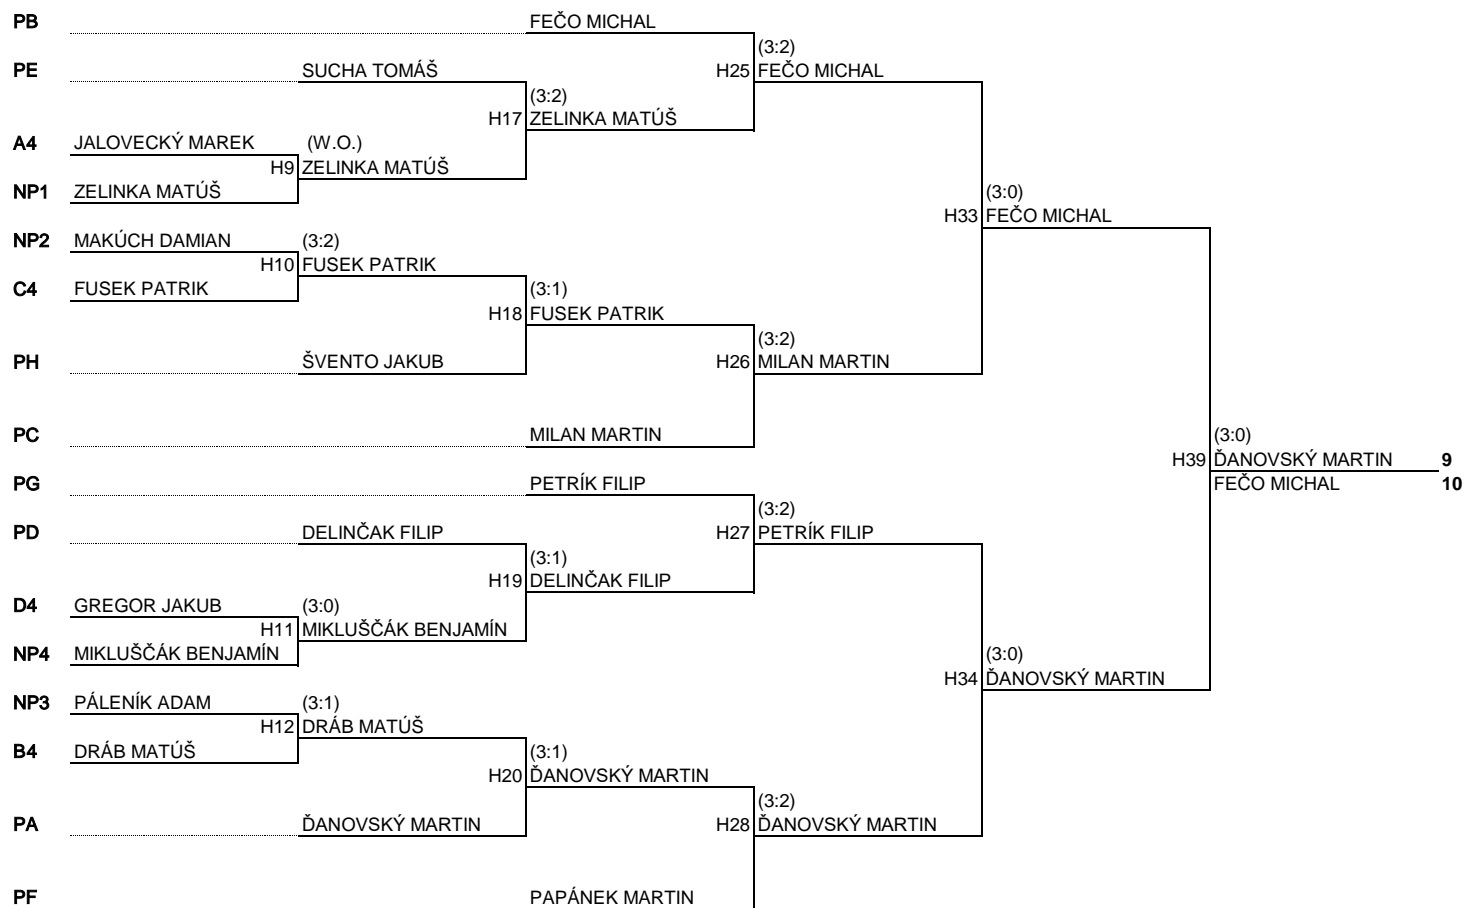 PB FEČO MICHAL
(3:2)
PE SUCHA TOMÁŠ H25 FEČO MICHAL
(3:2)
H17 ZELINKA MATÚŠ
A4 JALOVECKÝ MAREK (W.O.)
H9 ZELINKA MATÚŠ
NP1 ZELINKA MATÚŠ (3:0)
H33 FEČO MICHAL
NP2 MAKÚCH DAMIAN (3:2)
H10 FUSEK PATRIK
C4 FUSEK PATRIK (3:1)
H18 FUSEK PATRIK
(3:2)
PH ŠVENTO JAKUB H26 MILAN MARTIN
PC MILAN MARTIN (3:0)
H39 ĎANOVSKÝ MARTIN 9
PG PETRÍK FILIP FEČO MICHAL 10
(3:2)
PD DELINČAK FILIP H27 PETRÍK FILIP
(3:1)
H19 DELINČAK FILIP
D4 GREGOR JAKUB (3:0)
H11 MIKLUŠČÁK BENJAMÍN
NP4 MIKLUŠČÁK BENJAMÍN (3:0)
H34 ĎANOVSKÝ MARTIN
NP3 PÁLENÍK ADAM (3:1)
H12 DRÁB MATÚŠ
B4 DRÁB MATÚŠ (3:1)
H20 ĎANOVSKÝ MARTIN
(3:2)
PA ĎANOVSKÝ MARTIN H28 ĎANOVSKÝ MARTIN
PF PAPÁNEK MARTIN